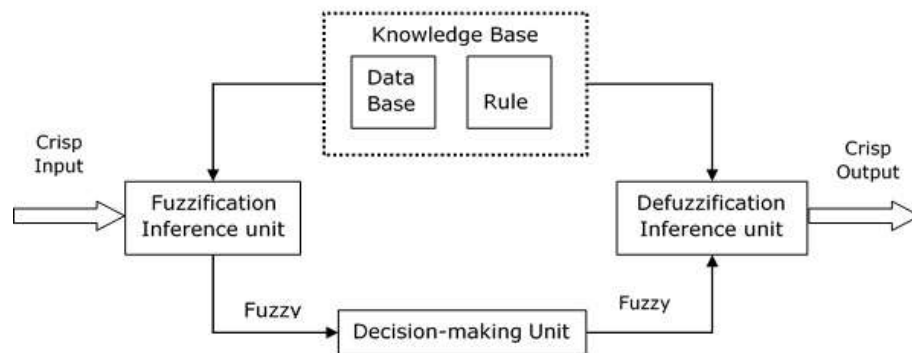 Knowledge Base
Data
Base
Rule
Crisp
Input
Crisp
Output
Fuzzification
Inference unit
Defuzzification
Inference unit
Fuzzy
Fuzzy
Decision-making Unit